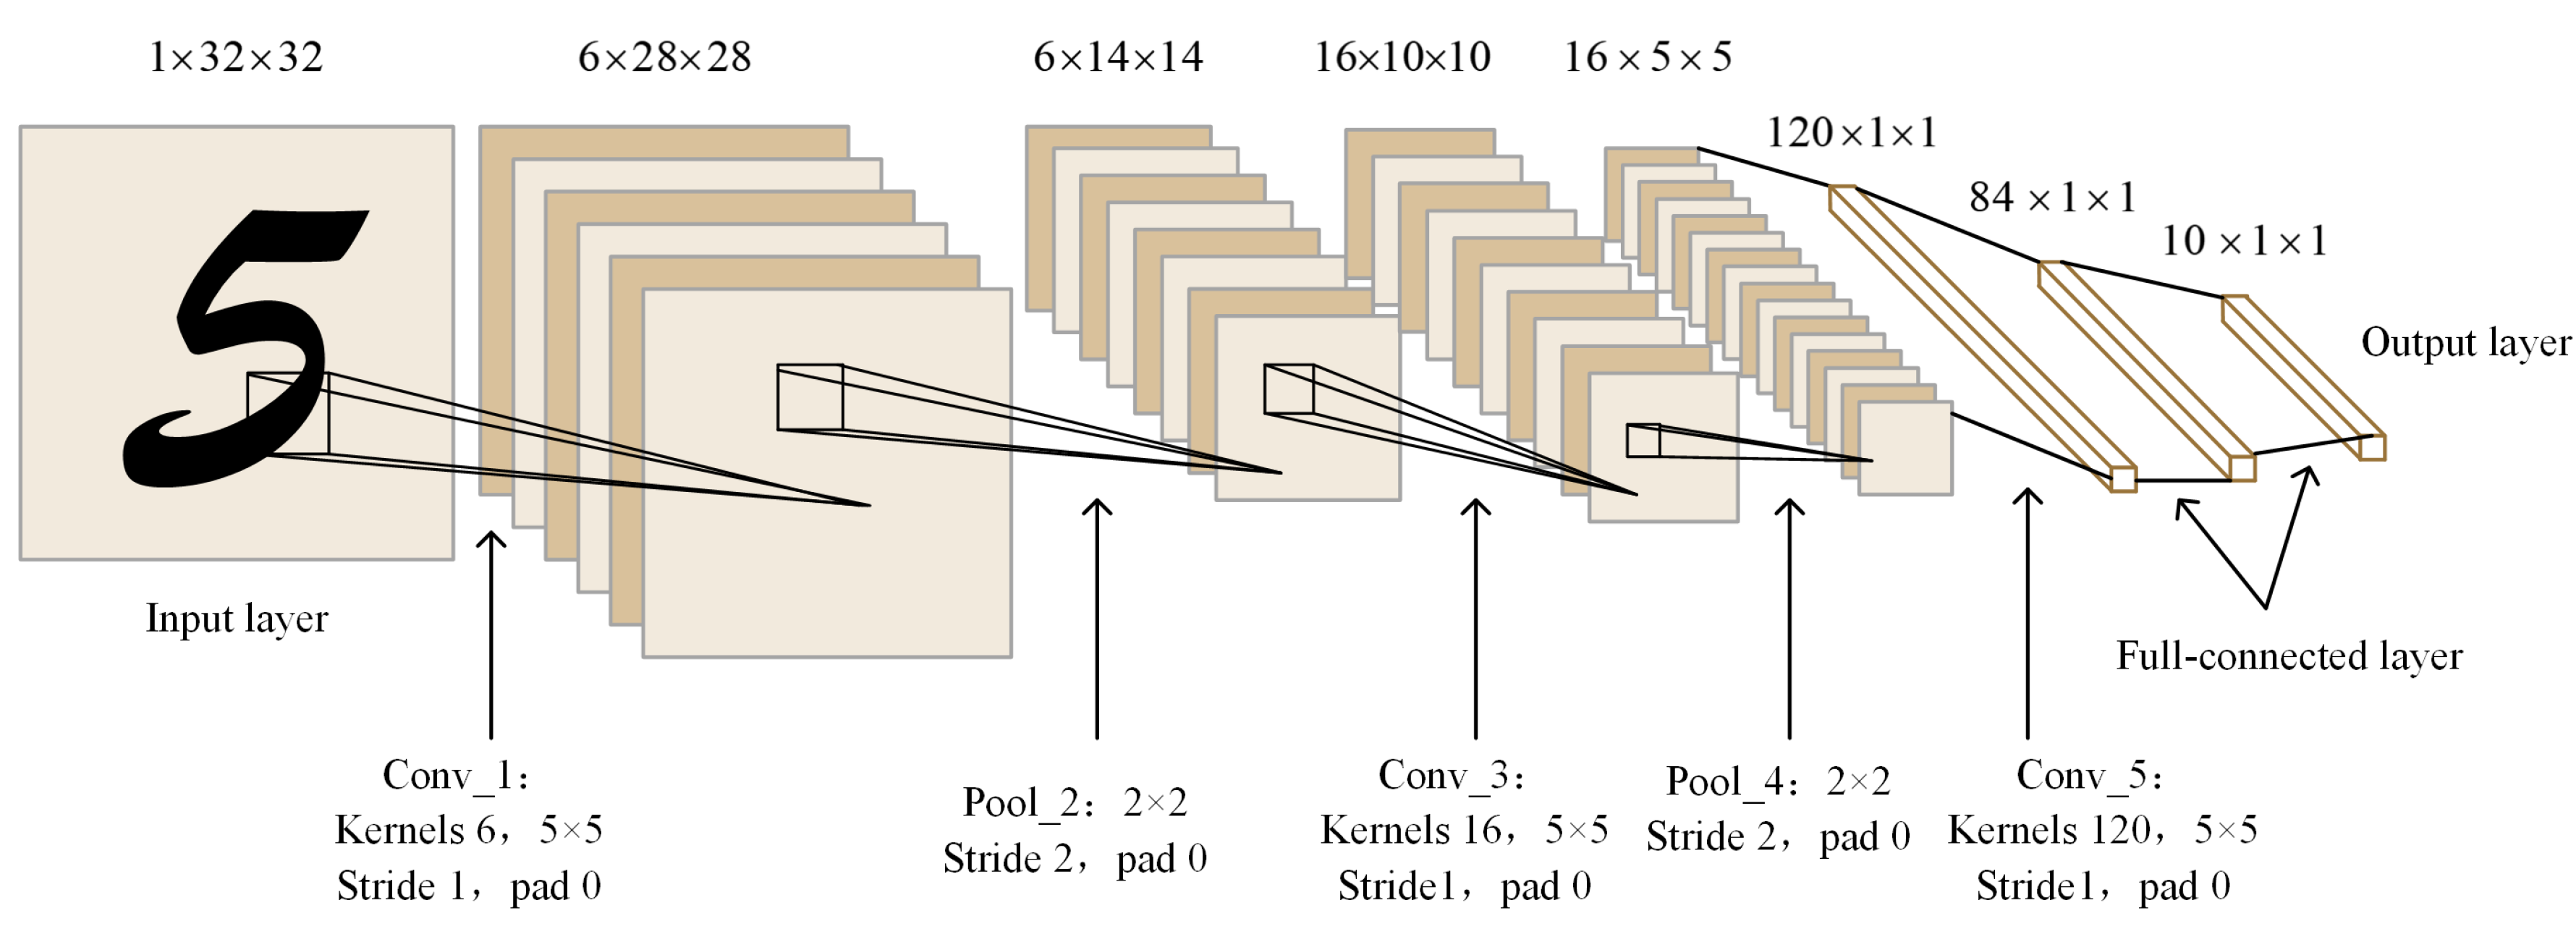 1×32×32
6×28×28
6×14×14
16×10×10
16 × 5 × 5
120×1×1
84 × 1 × 1
10 × 1 × 1
Output layer
Input layer
Full-connected layer
Conv_1：
Kernels 6， 5×5
Stride 1， pad 0
Pool_2： 2×2
Stride 2， pad 0
Conv_3：
Kernels 16， 5×5
Stride1， pad 0
Pool_4： 2×2
Stride 2， pad 0
Conv_5：
Kernels 120， 5×5
Stride1， pad 0
5